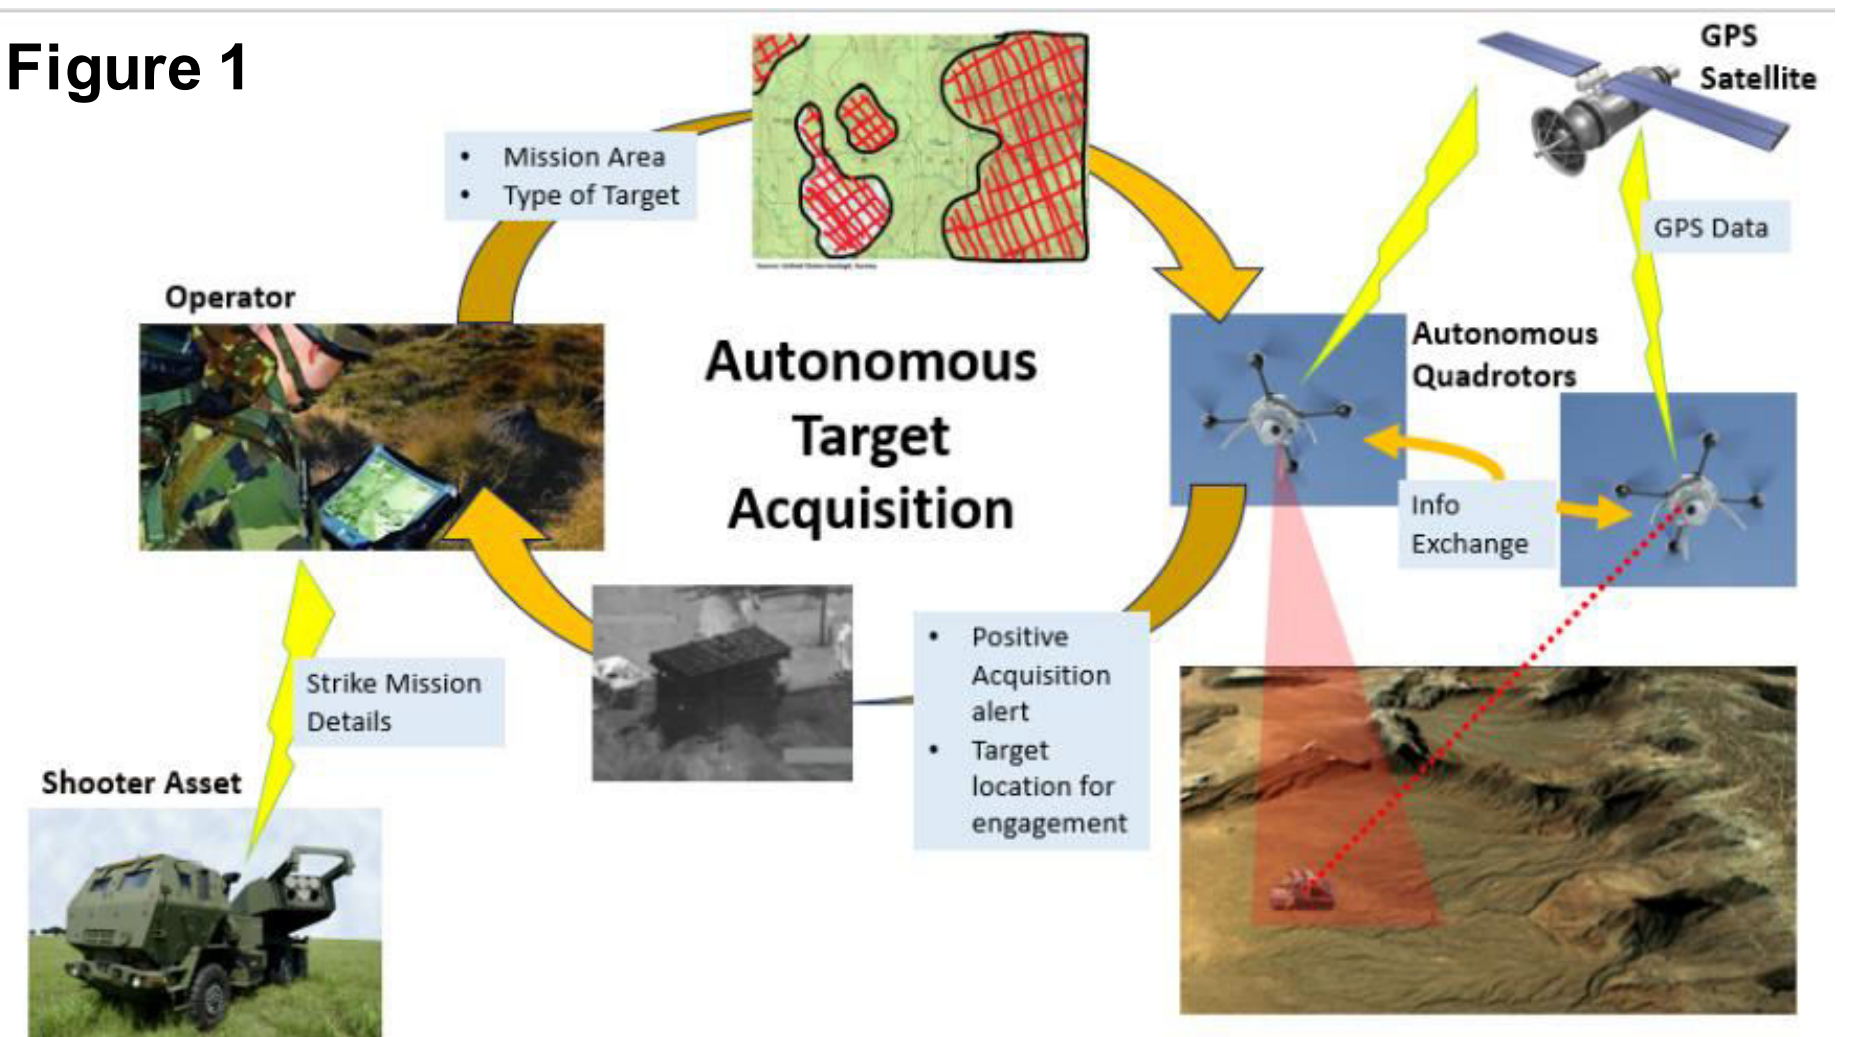 Figure 1
GPS
Satellite
• Mission Area
• Type of Target
GPS Data
Operator
Autonomous
Target
Acquisition
Autonomous
Quadrotors
Info
Exchange
• Positive
Acquisition
alert
• Target
location for
engagement
Strike Mission
Details
Shooter Asset